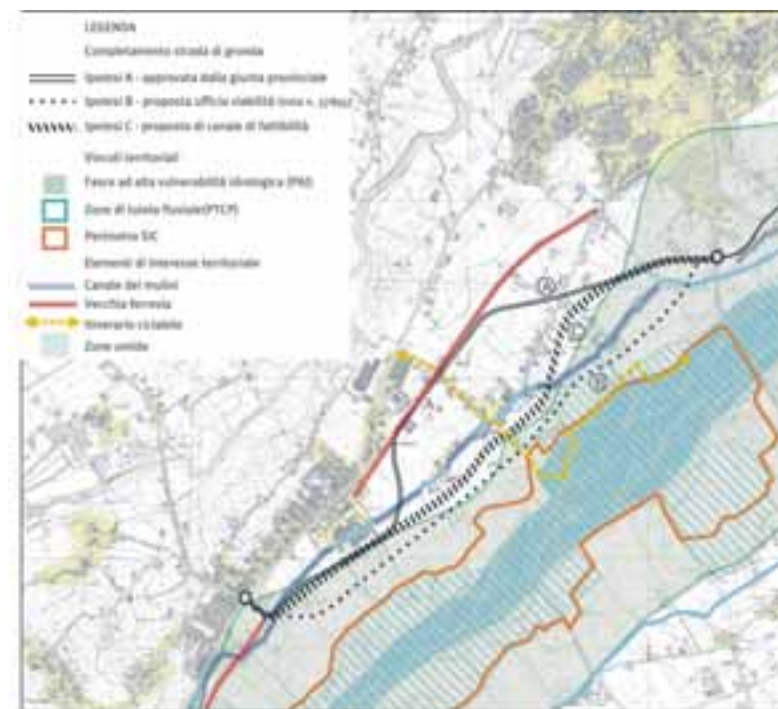 LEGENDA
Completamento strada di gronda
Ipotesi A - approvata dalla giunta provinciale
Ipotesi B - proposta ufficio viabilità
Ipotesi C - proposta di canale di fattibilità
Vincoli territoriali
Fasce ad alta vulnerabilità idrologica (PAI)
Zone di tutela fluviale(PTCP)
Perimetro SIC
Elementi di interesse territoriale
Canale dei mulini
Vecchia ferrovia
Itinerario ciclabile
Zone umide
A